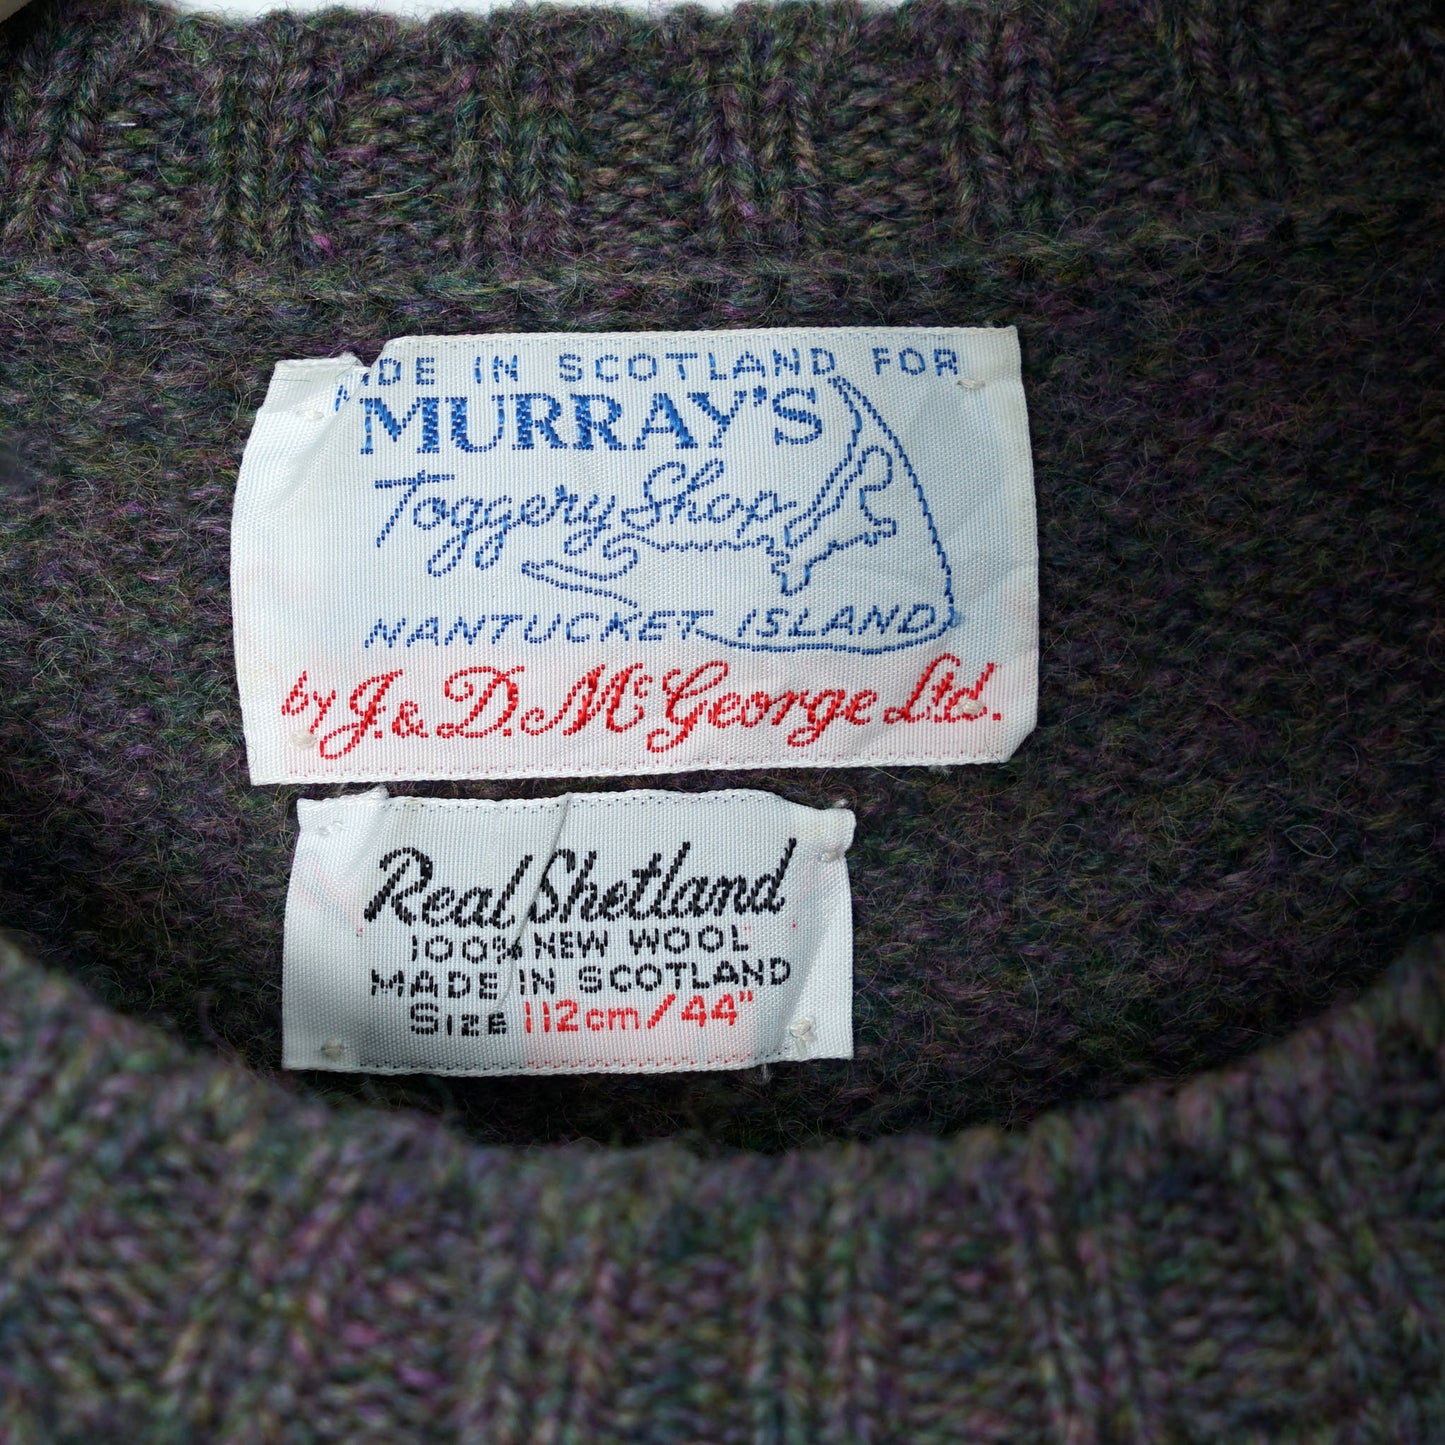 MADE IN SCOTLAND FOR
MURRAY'S
Toggery Shop
NANTUCKET ISLAND
by J. & D. McGeorge Ltd.
Real Shetland
100% NEW WOOL
MADE IN SCOTLAND
SIZE 112cm/44"